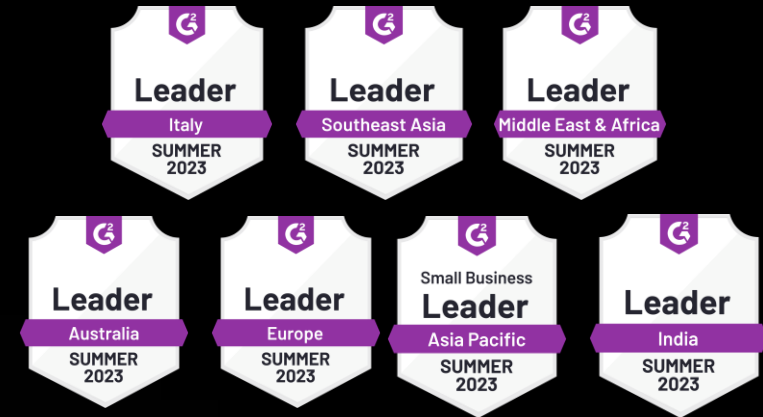 G2
Leader
Italy
SUMMER
2023
G2
Leader
Southeast Asia
SUMMER
2023
G2
Leader
Middle East & Africa
SUMMER
2023
G2
Leader
Australia
SUMMER
2023
G2
Leader
Europe
SUMMER
2023
G2
Small Business
Leader
Asia Pacific
SUMMER
2023
G2
Leader
India
SUMMER
2023